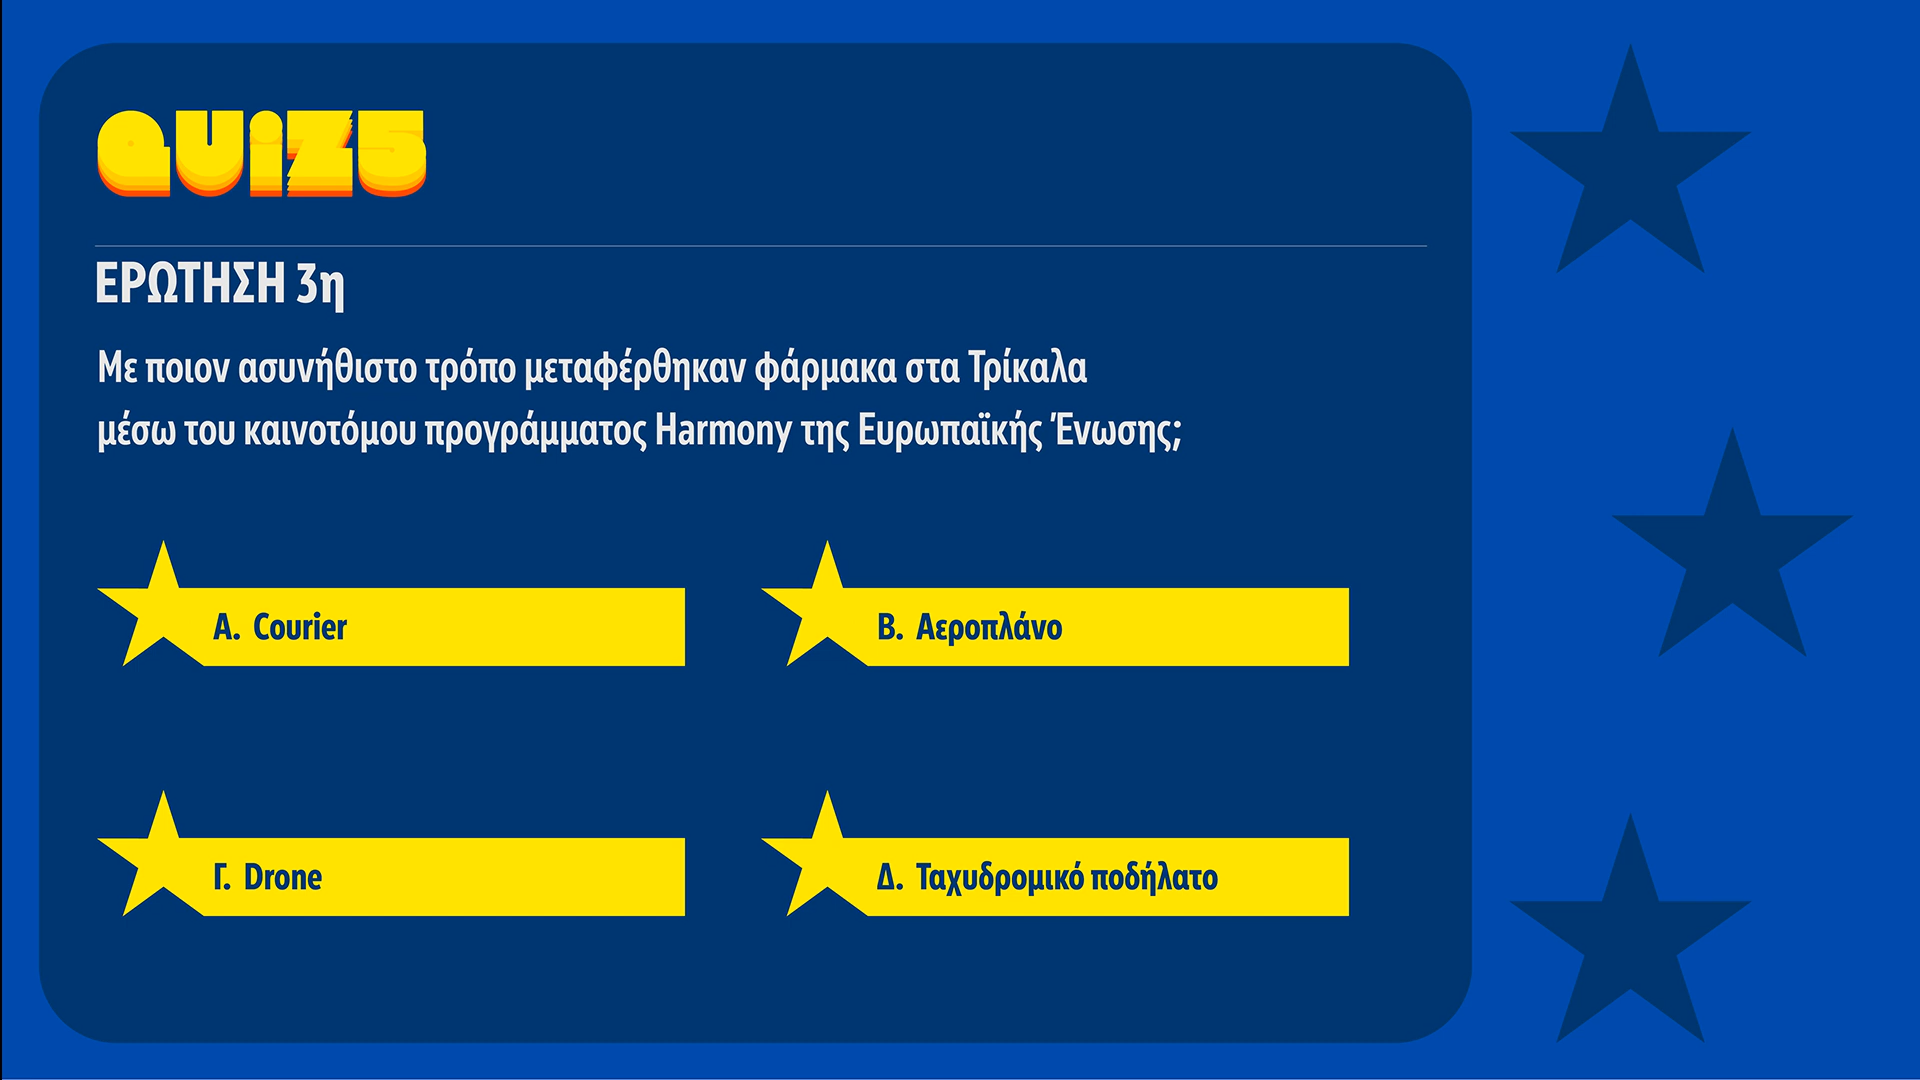 QUiZ5
ΕΡΩΤΗΣΗ 3η
Με ποιον ασυνήθιστο τρόπο μεταφέρθηκαν φάρμακα στα Τρίκαλα
μέσω του καινοτόμου προγράμματος Harmony της Ευρωπαϊκής Ένωσης;
Α. Courier
Β. Αεροπλάνο
Γ. Drone
Δ. Ταχυδρομικό ποδήλατο